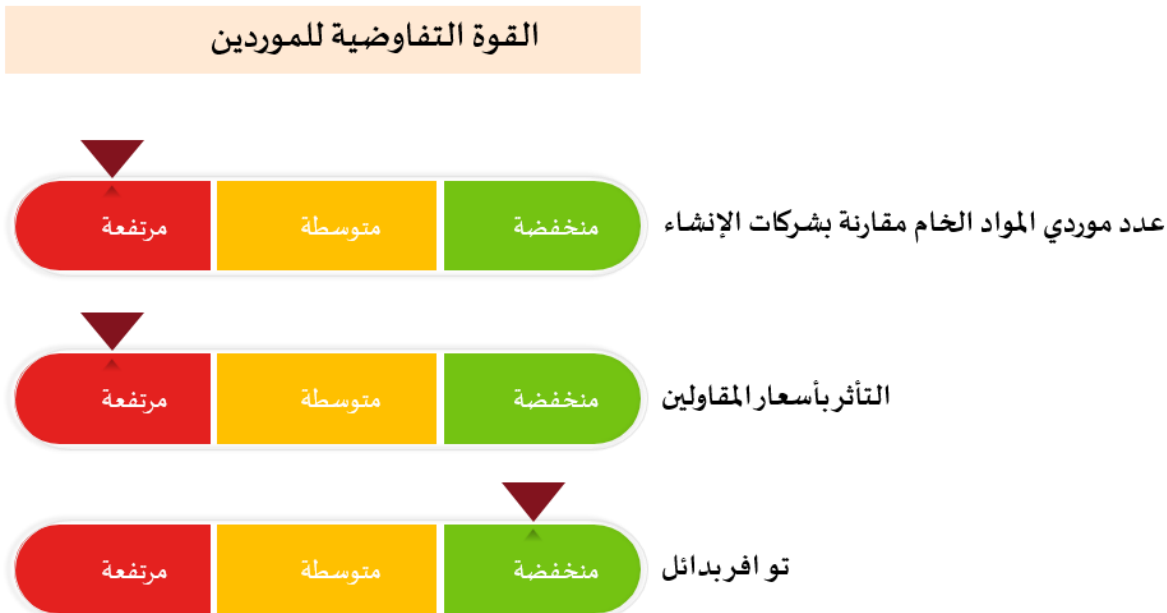 القوة التفاوضية للموردين
عدد موردي المواد الخام مقارنة بشركات الإنشاء
منخفضة
متوسطة
مرتفعة
التأثر بأسعار المقاولين
منخفضة
متوسطة
مرتفعة
توافر بدائل
منخفضة
متوسطة
مرتفعة